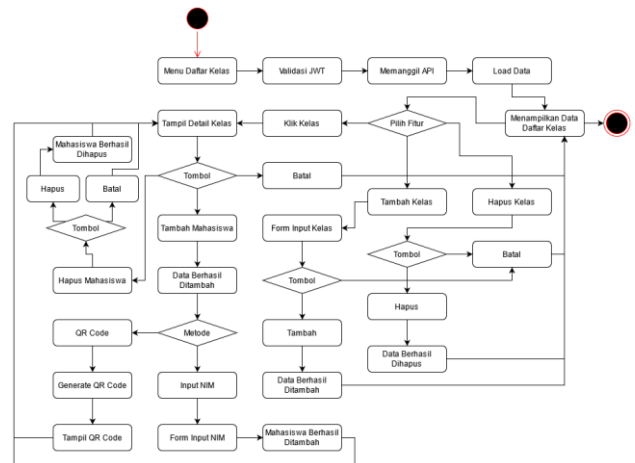 Menu Daftar Kelas
Validasi JWT
Memanggil API
Load Data
Tampil Detail Kelas
Klik Kelas
Pilih Fitur
Menampilkan Data
Daftar Kelas
Mahasiswa Berhasil
Dihapus
Hapus
Batal
Tombol
Batal
Tambah Kelas
Hapus Kelas
Tombol
Tambah Mahasiswa
Form Input Kelas
Tombol
Batal
Hapus Mahasiswa
Data Berhasil
Ditambah
Tombol
Hapus
QR Code
Metode
Tambah
Data Berhasil
Dihapus
Generate QR Code
Input NIM
Data Berhasil
Ditambah
Tampil QR Code
Form Input NIM
Mahasiswa Berhasil
Ditambah